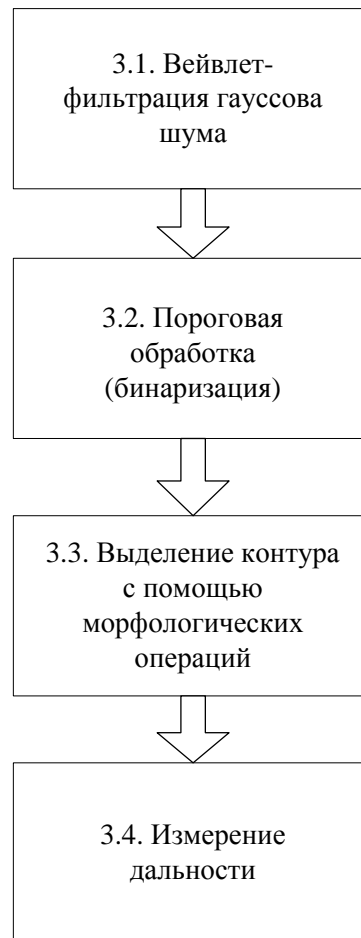 3.1. Вейвлет-
фильтрация гауссова
шума
3.2. Пороговая
обработка
(бинаризация)
3.3. Выделение контура
с помощью
морфологических
операций
3.4. Измерение
дальности